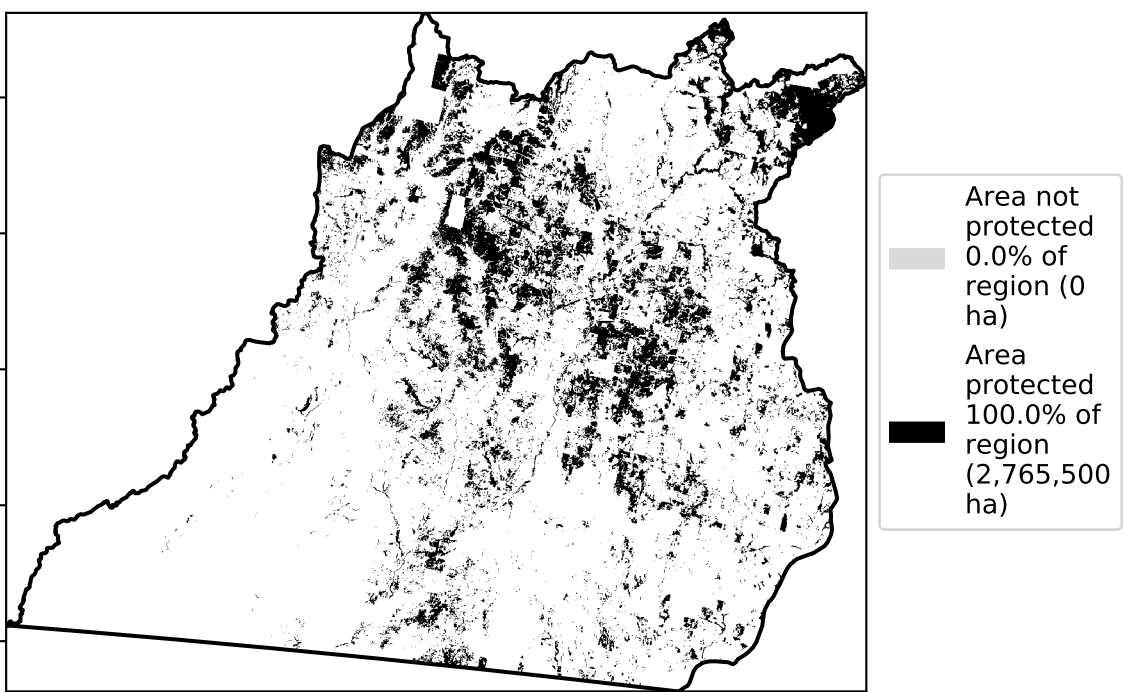 Area not
protected
0.0% of
region (0
ha)
Area
protected
100.0% of
region
(2,765,500
ha)